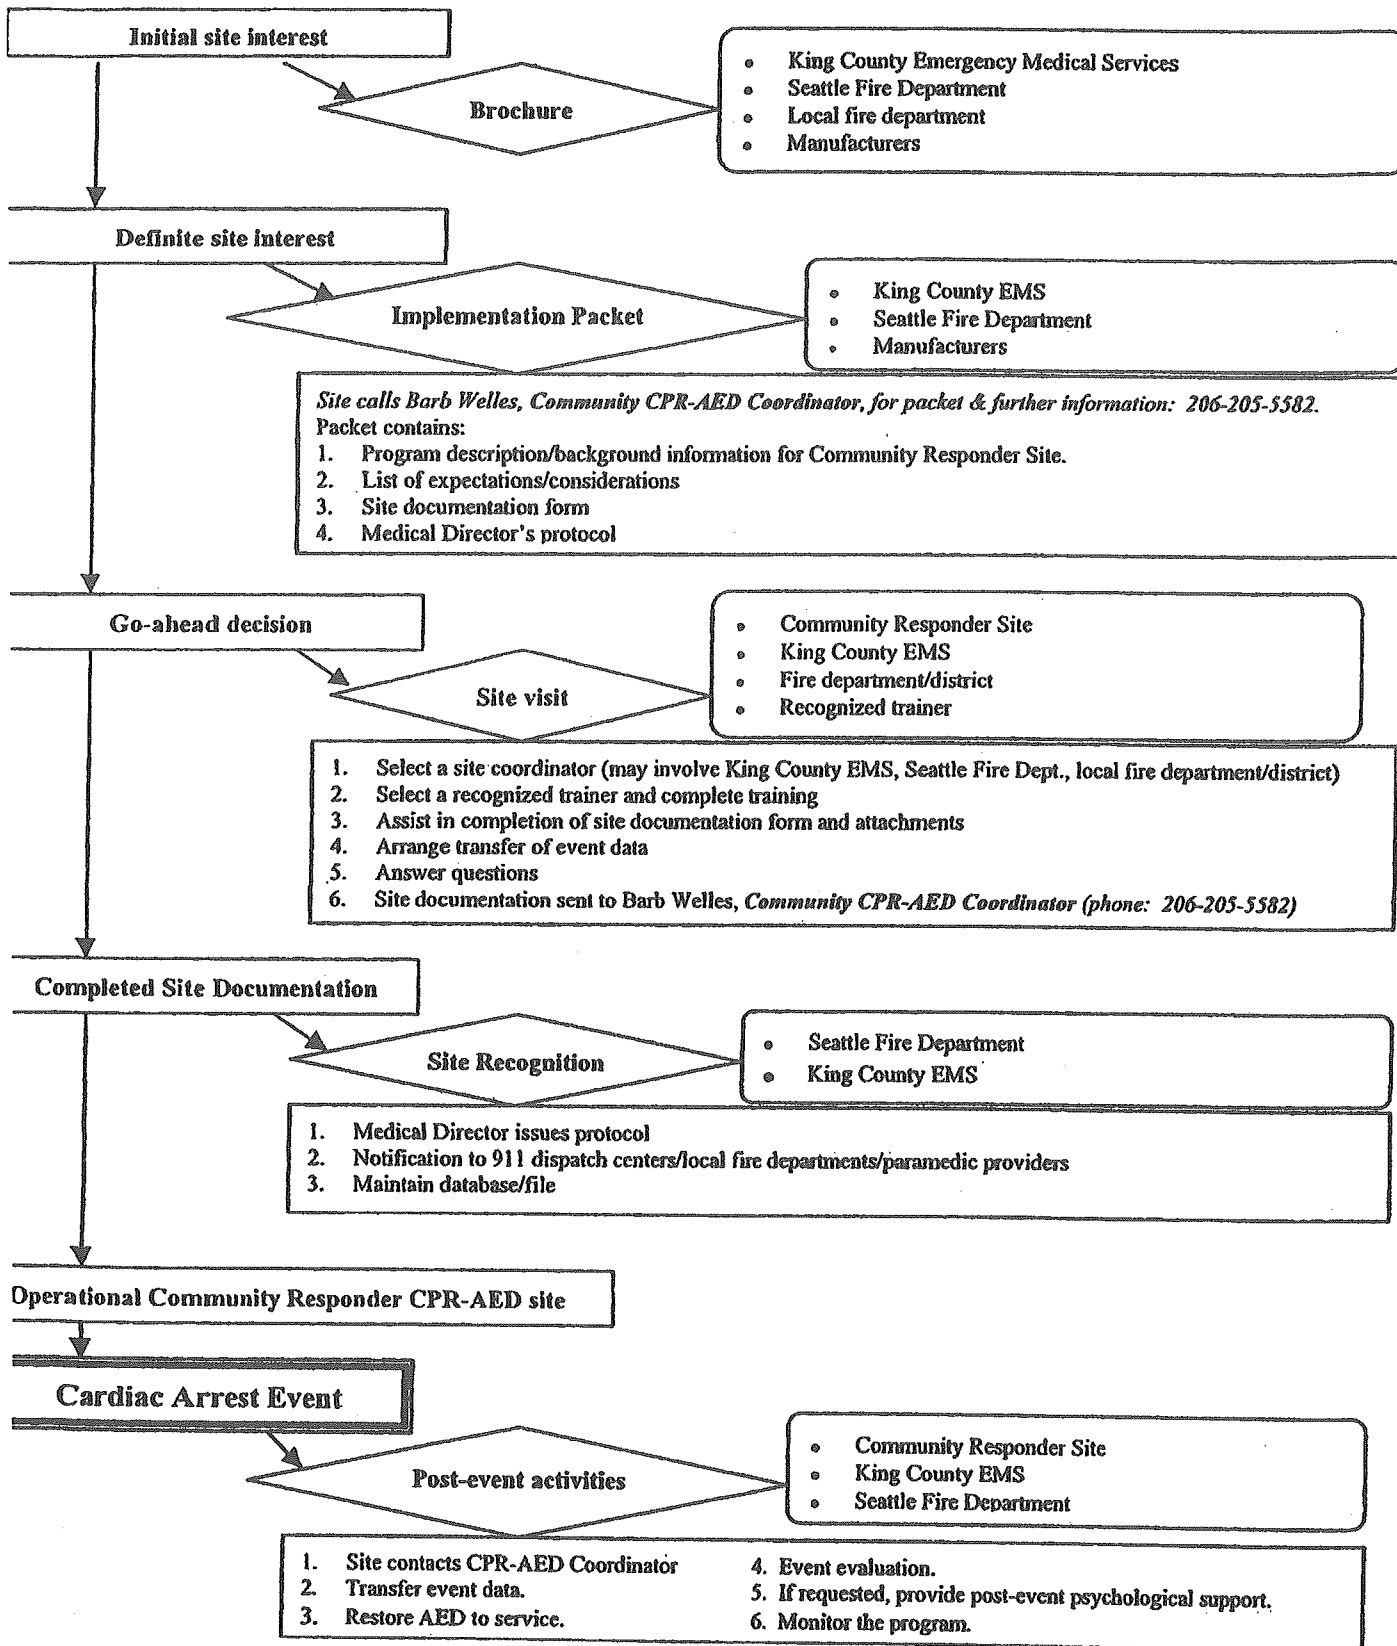 Initial site interest
Brochure
• King County Emergency Medical Services
• Seattle Fire Department
• Local fire department
• Manufacturers
Definite site interest
Implementation Packet
• King County EMS
• Seattle Fire Department
• Manufacturers
Site calls Barb Welles, Community CPR-AED Coordinator, for packet & further information: 206-205-5582.
Packet contains:
1. Program description/background information for Community Responder Site.
2. List of expectations/considerations
3. Site documentation form
4. Medical Director's protocol
Go-ahead decision
Site visit
• Community Responder Site
• King County EMS
• Fire department/district
• Recognized trainer
1. Select a site coordinator (may involve King County EMS, Seattle Fire Dept., local fire department/district)
2. Select a recognized trainer and complete training
3. Assist in completion of site documentation form and attachments
4. Arrange transfer of event data
5. Answer questions
6. Site documentation sent to Barb Welles, Community CPR-AED Coordinator (phone: 206-205-5582)
Completed Site Documentation
Site Recognition
• Seattle Fire Department
• King County EMS
1. Medical Director issues protocol
2. Notification to 911 dispatch centers/local fire departments/paramedic providers
3. Maintain database/file
Operational Community Responder CPR-AED site
Cardiac Arrest Event
Post-event activities
• Community Responder Site
• King County EMS
• Seattle Fire Department
1. Site contacts CPR-AED Coordinator
2. Transfer event data.
3. Restore AED to service.
4. Event evaluation.
5. If requested, provide post-event psychological support.
6. Monitor the program.